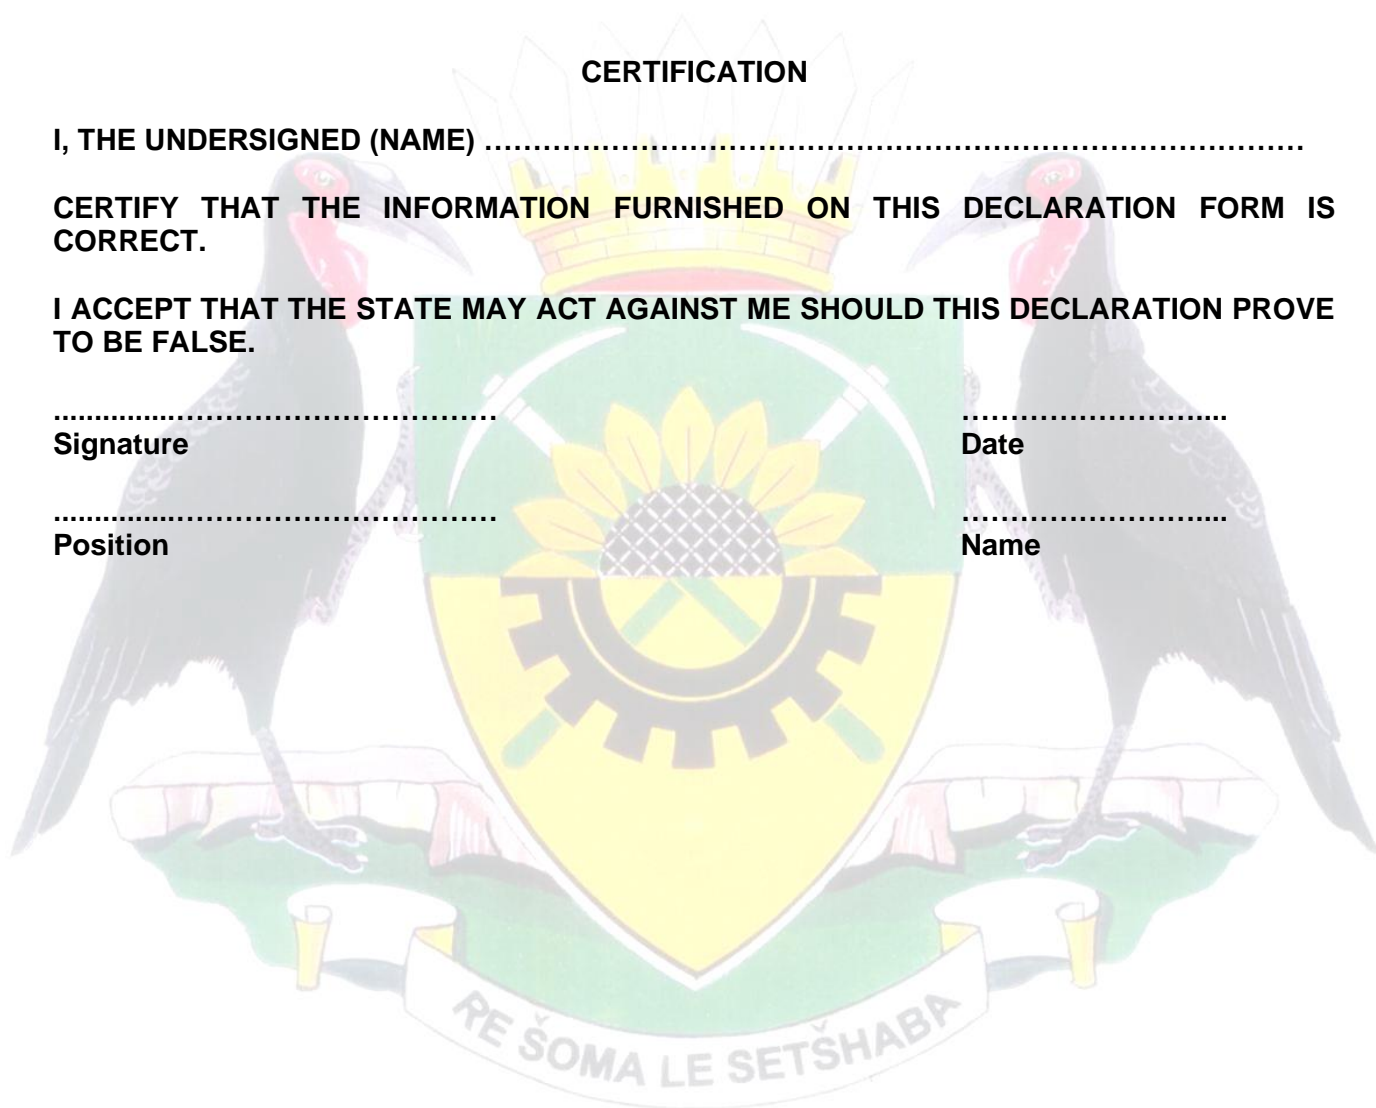 CERTIFICATION
I, THE UNDERSIGNED (NAME) ……………………………………………………………………………
CERTIFY THAT THE INFORMATION FURNISHED ON THIS DECLARATION FORM IS
CORRECT.
I ACCEPT THAT THE STATE MAY ACT AGAINST ME SHOULD THIS DECLARATION PROVE
TO BE FALSE.
...............…………………………… ……………………....
Signature Date
...............…………………………… ……………………....
Position Name
RE ŠOMA LE SETŠHABA